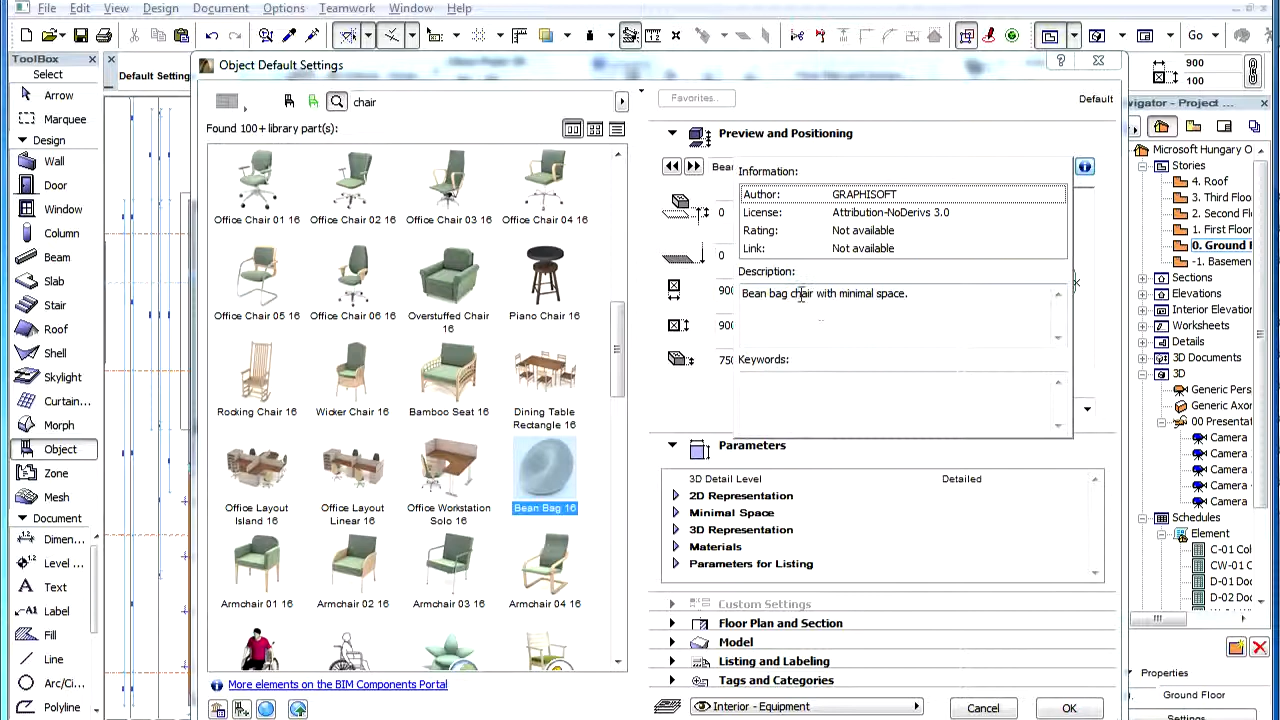 File Edit View Design Document Options Teamwork Window Help
Go
ToolBox
Select
Arrow
Marquee
Design
Wall
Door
Window
Column
Beam
Slab
Stair
Roof
Shell
Skylight
Curtain...
Morph
Object
Zone
Mesh
Document
Dimen...
Level ...
Text
Label
Fill
Line
Arc/Ci...
Polyline
Default Setting
Object Default Settings
chair
Found 100+ library part(s):
Office Chair 01 16 Office Chair 02 16 Office Chair 03 16 Office Chair 04 16
Office Chair 05 16 Office Chair 06 16 Overstuffed Chair 16 Piano Chair 16
Rocking Chair 16 Wicker Chair 16 Bamboo Seat 16 Dining Table Rectangle 16
Office Layout Island 16 Office Layout Linear 16 Office Workstation Solo 16 Bean Bag 16
Armchair 01 16 Armchair 02 16 Armchair 03 16 Armchair 04 16
More elements on the BIM Components Portal
Favorites...
Default
Preview and Positioning
Bear
0
0
900
900
750
Information:
Author: GRAPHISOFT
License: Attribution-NoDerivs 3.0
Rating: Not available
Link: Not available
Description:
Bean bag chair with minimal space.
Keywords:
Parameters
3D Detail Level Detailed
2D Representation
Minimal Space
3D Representation
Materials
Parameters for Listing
Custom Settings
Floor Plan and Section
Model
Listing and Labeling
Tags and Categories
Interior - Equipment
Cancel
OK
900
100
vigator - Project ...
Microsoft Hungary O
Stories
4. Roof
3. Third Floo
2. Second Fl
1. First Floor
0. Ground F
-1. Basemen
Sections
Elevations
Interior Elevation
Worksheets
Details
3D Documents
3D
Generic Pers
Generic Axor
00 Presentat
Camera
Camera
Camera
Camera
Camera
Schedules
Element
C-01 Col
CW-01 C
D-01 Doo
D-02 Doo
Properties
Ground Floor
Settings